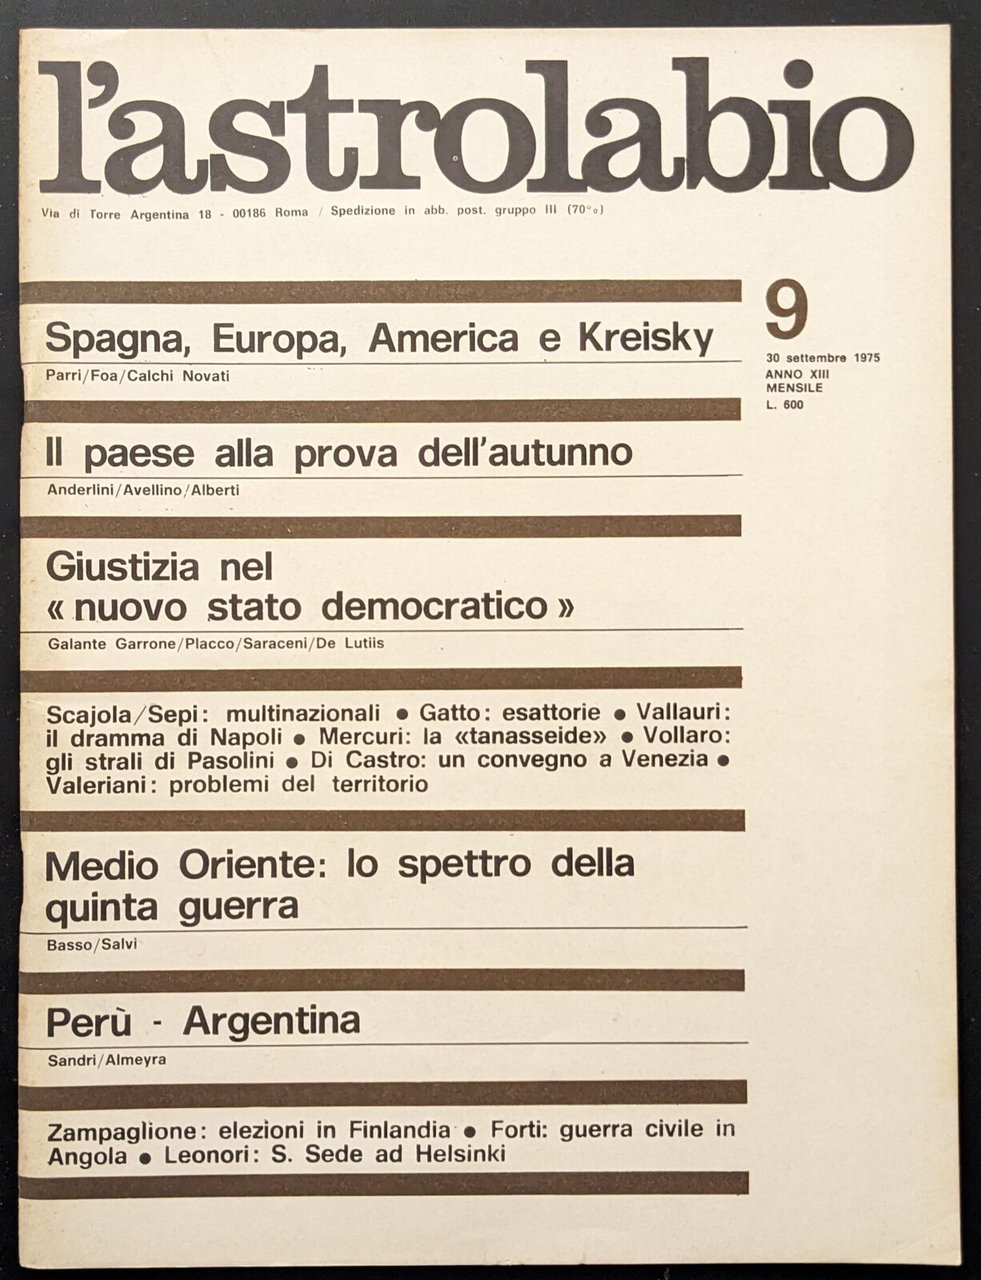 l'astrolabio
Via di Torre Argentina 18 - 00186 Roma / Spedizione in abb. post. gruppo III (70%)
9
30 settembre 1975
ANNO XIII
MENSILE
L. 600
Spagna, Europa, America e Kreisky
Parri/Foa/Calchi Novati
Il paese alla prova dell'autunno
Anderlini/Avellino/Alberti
Giustizia nel
« nuovo stato democratico »
Galante Garrone/Placco/Saraceni/De Lutiis
Scajola/Sepi: multinazionali ● Gatto: esattorie ● Vallauri:
il dramma di Napoli ● Mercuri: la «tanasseide» ● Vollaro:
gli strali di Pasolini ● Di Castro: un convegno a Venezia ●
Valeriani: problemi del territorio
Medio Oriente: lo spettro della
quinta guerra
Basso/Salvi
Perù - Argentina
Sandri/Almeyra
Zampaglione: elezioni in Finlandia ● Forti: guerra civile in
Angola ● Leonori: S. Sede ad Helsinki